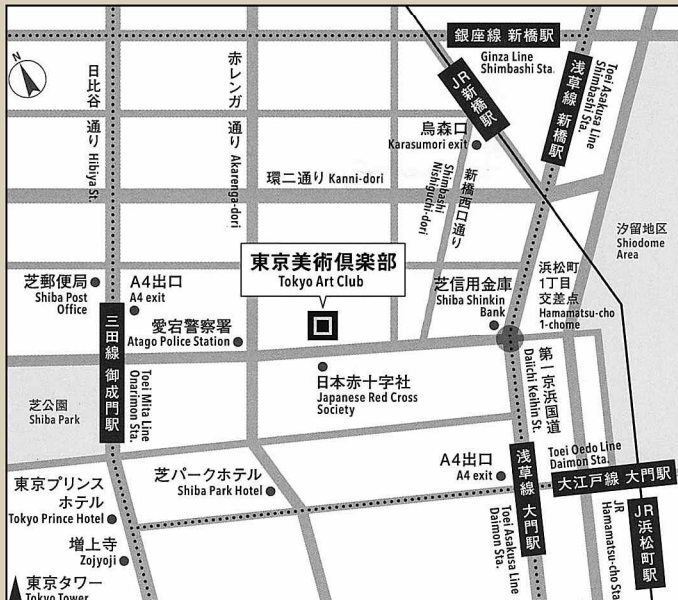 N
銀座線 新橋駅
Ginza Line
Shimbashi Sta.
JR 新橋駅
浅草線 新橋駅
Toei Asakusa Line
Shimbashi Sta.
日比谷通り Hibiya St.
赤レンガ通り Akarenga-dori
烏森口
Karasumori exit
環二通り Kanni-dori
新橋西口通り
Shimbashi
Nishiguchi-dori
汐留地区
Shiodome
Area
東京美術倶楽部
Tokyo Art Club
芝郵便局
Shiba Post
Office
A4出口
A4 exit
愛宕警察署
Atago Police Station
芝信用金庫
Shiba Shinkin
Bank
浜松町
1丁目
交差点
Hamamatsu-cho
1-chome
三田線 御成門駅
Toei Mita Line
Onarimon Sta.
日本赤十字社
Japanese Red Cross
Society
第一京浜国道
Daiichi Keihin St.
芝公園
Shiba Park
東京プリンス
ホテル
Tokyo Prince Hotel
芝パークホテル
Shiba Park Hotel
A4出口
A4 exit
浅草線 大門駅
Toei Asakusa Line
Daimon Sta.
Toei Oedo Line
Daimon Sta.
大江戸線 大門駅
JR
Hamamatsu-cho Sta.
JR 浜松町駅
増上寺
Zojyoji
東京タワー
Tokyo Tower